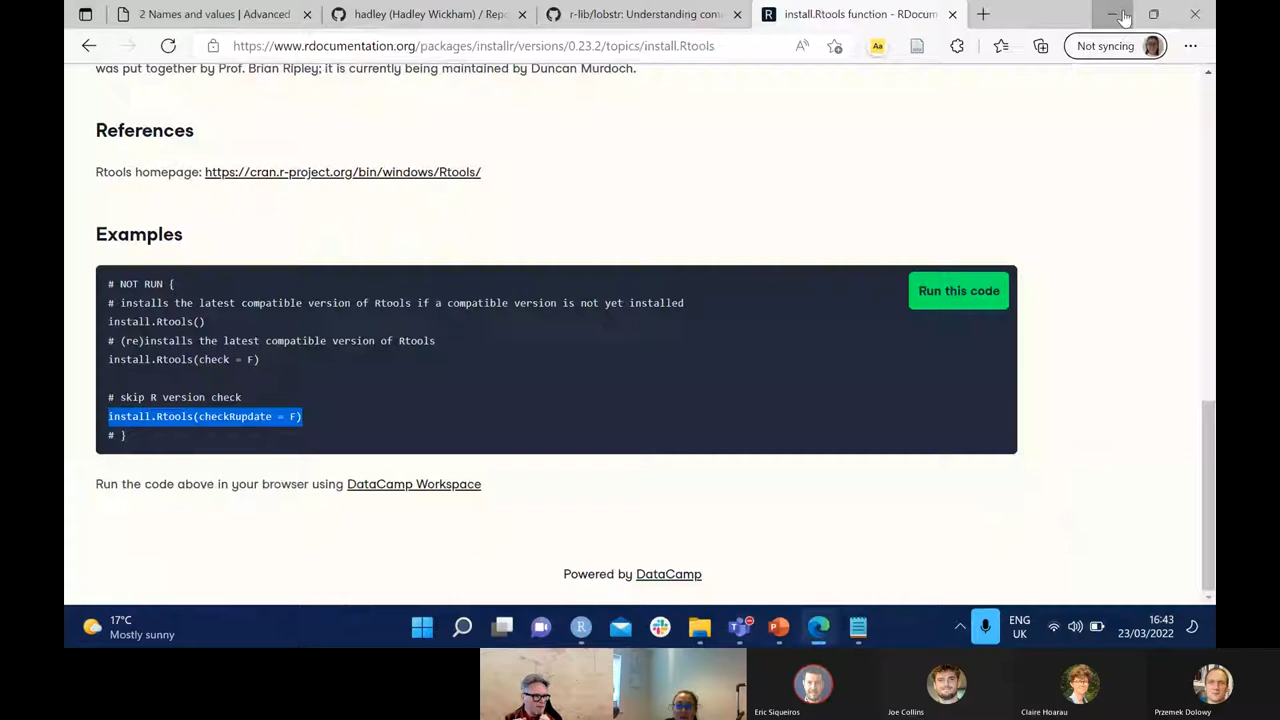 2 Names and values | Advanced
hadley (Hadley Wickham) / Repo
r-lib/lobstr: Understanding com
R
install.Rtools function - RDocum
https://www.rdocumentation.org/packages/installr/versions/0.23.2/topics/install.Rtools
Aa
Not syncing
was put together by Prof. Brian Ripley; it is currently being maintained by Duncan Murdoch.
References
Rtools homepage: https://cran.r-project.org/bin/windows/Rtools/
Examples
# NOT RUN {
# installs the latest compatible version of Rtools if a compatible version is not yet installed
install.Rtools()
# (re)installs the latest compatible version of Rtools
install.Rtools(check = F)
# skip R version check
install.Rtools(checkRupdate = F)
# }
Run this code
Run the code above in your browser using DataCamp Workspace
Powered by DataCamp
17°C
Mostly sunny
ENG
UK
16:43
23/03/2022
Eric Siqueiros
Joe Collins
Claire Hoarau
Przemek Dolowy